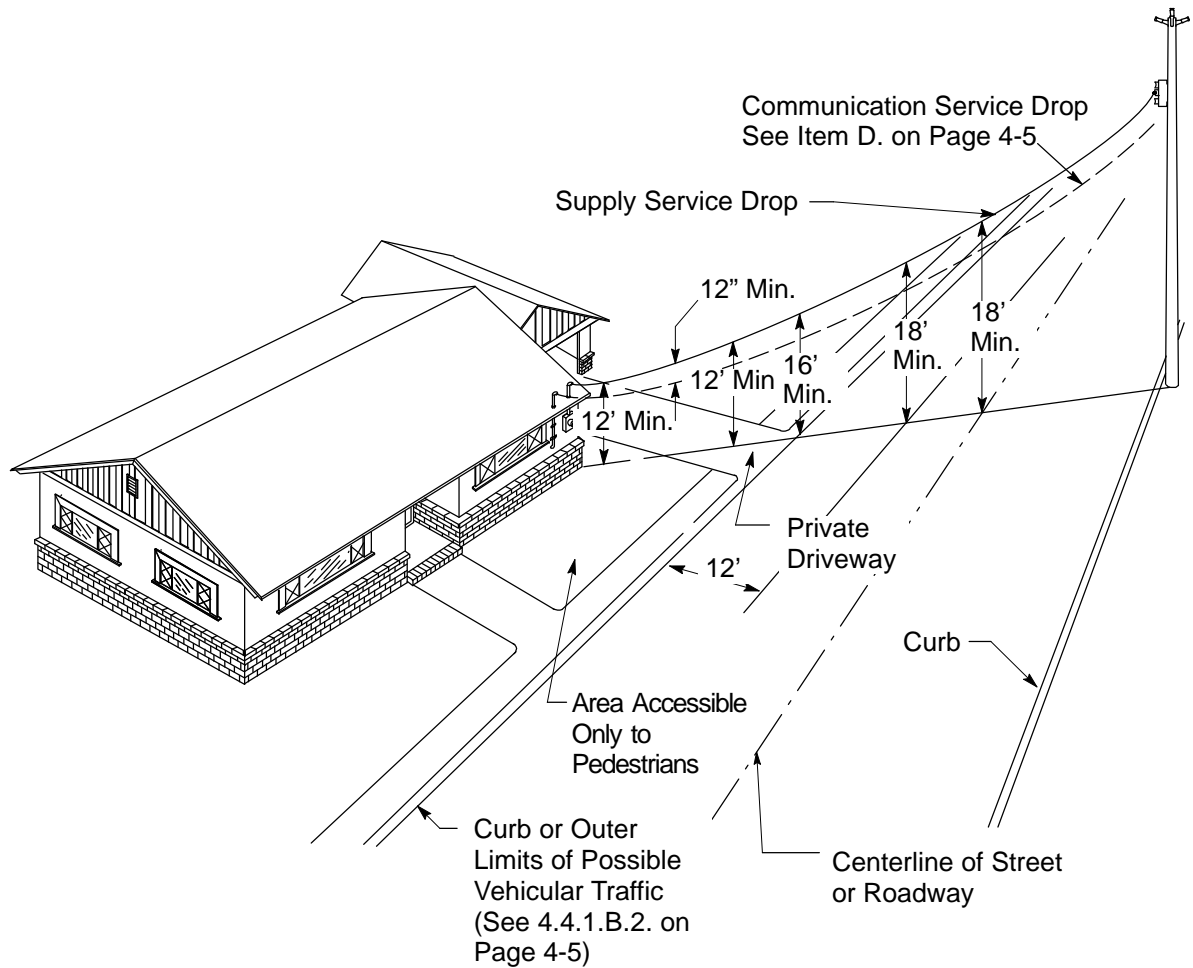 Communication Service Drop
See Item D. on Page 4-5
Supply Service Drop
12” Min.
18’
Min.
18’
Min.
16’
Min.
12’ Min
12’ Min.
Private
Driveway
12’
Curb
Area Accessible
Only to
Pedestrians
Curb or Outer
Limits of Possible
Vehicular Traffic
(See 4.4.1.B.2. on
Page 4-5)
Centerline of Street
or Roadway